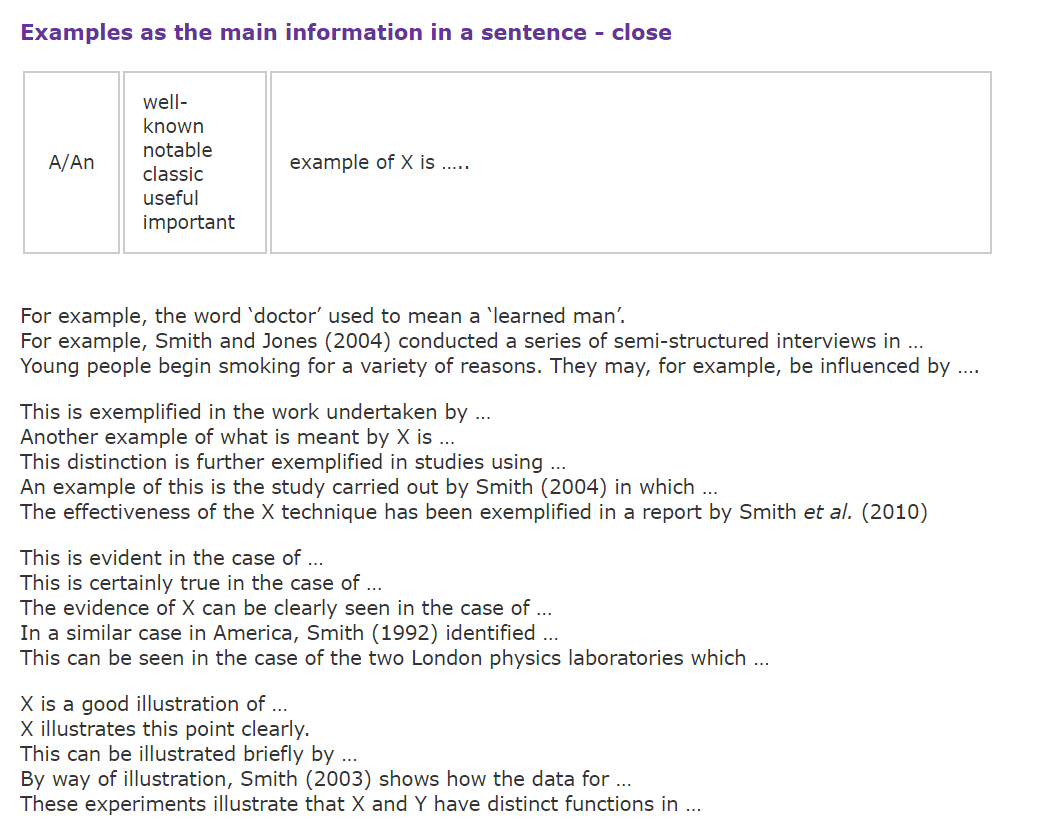 Examples as the main information in a sentence - close
A/An
well-
known
notable
classic
useful
important
example of X is …..
For example, the word ‘doctor’ used to mean a ‘learned man’.
For example, Smith and Jones (2004) conducted a series of semi-structured interviews in …
Young people begin smoking for a variety of reasons. They may, for example, be influenced by ….
This is exemplified in the work undertaken by …
Another example of what is meant by X is …
This distinction is further exemplified in studies using …
An example of this is the study carried out by Smith (2004) in which …
The effectiveness of the X technique has been exemplified in a report by Smith et al. (2010)
This is evident in the case of …
This is certainly true in the case of …
The evidence of X can be clearly seen in the case of …
In a similar case in America, Smith (1992) identified …
This can be seen in the case of the two London physics laboratories which …
X is a good illustration of …
X illustrates this point clearly.
This can be illustrated briefly by …
By way of illustration, Smith (2003) shows how the data for …
These experiments illustrate that X and Y have distinct functions in …